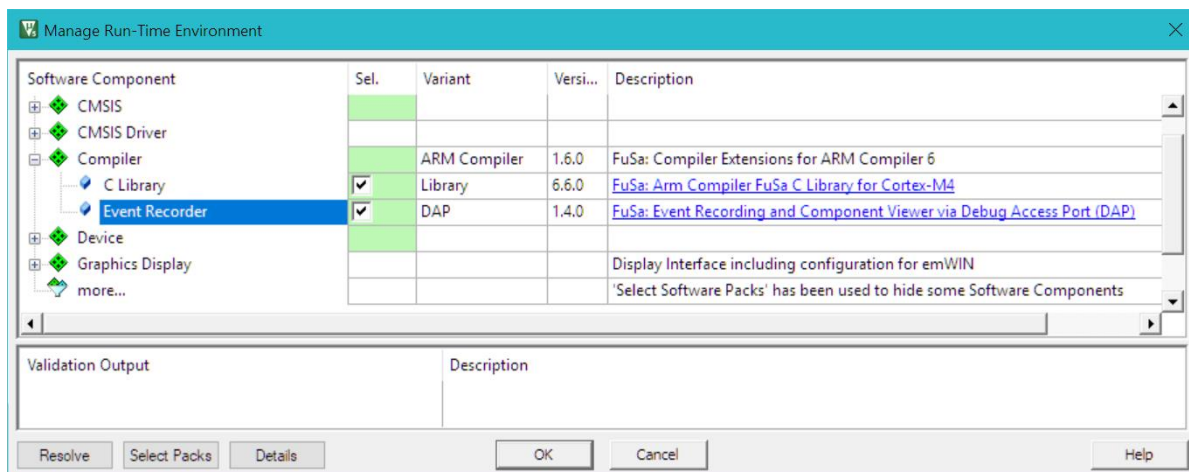 Manage Run-Time Environment
Software Component Sel. Variant Versi... Description
CMSIS
CMSIS Driver
Compiler ARM Compiler 1.6.0 FuSa: Compiler Extensions for ARM Compiler 6
C Library Library 6.6.0 FuSa: Arm Compiler FuSa C Library for Cortex-M4
Event Recorder DAP 1.4.0 FuSa: Event Recording and Component Viewer via Debug Access Port (DAP)
Device
Graphics Display Display Interface including configuration for emWIN
more... 'Select Software Packs' has been used to hide some Software Components
Validation Output Description
Resolve Select Packs Details OK Cancel Help